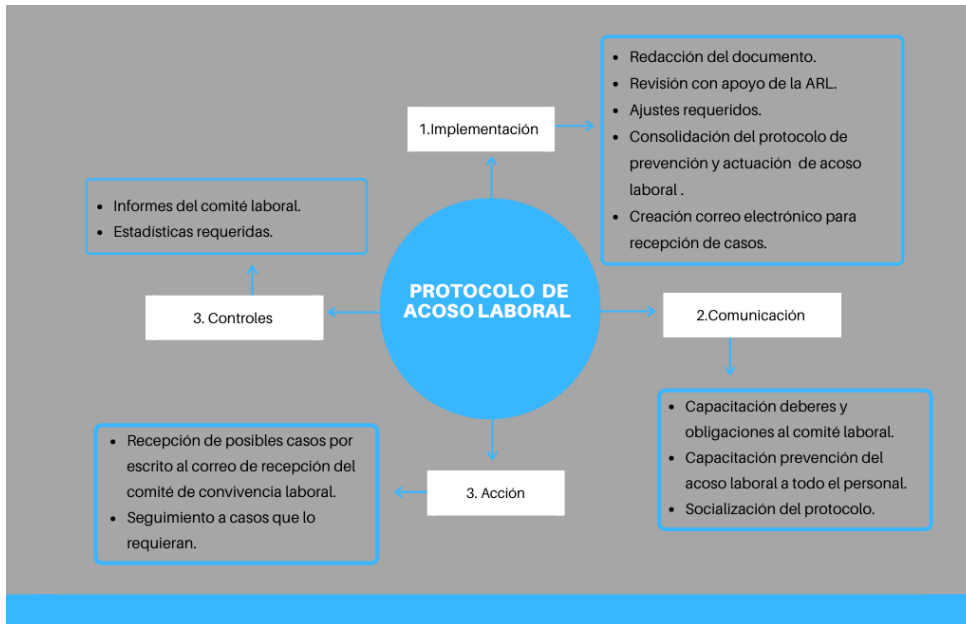 PROTOCOLO DE
ACOSO LABORAL
1.Implementación
• Redacción del documento.
• Revisión con apoyo de la ARL.
• Ajustes requeridos.
• Consolidación del protocolo de
prevención y actuación de acoso
laboral .
• Creación correo electrónico para
recepción de casos.
2.Comunicación
• Capacitación deberes y
obligaciones al comité laboral.
• Capacitación prevención del
acoso laboral a todo el personal.
• Socialización del protocolo.
3. Acción
• Recepción de posibles casos por
escrito al correo de recepción del
comité de convivencia laboral.
• Seguimiento a casos que lo
requieran.
3. Controles
• Informes del comité laboral.
• Estadísticas requeridas.